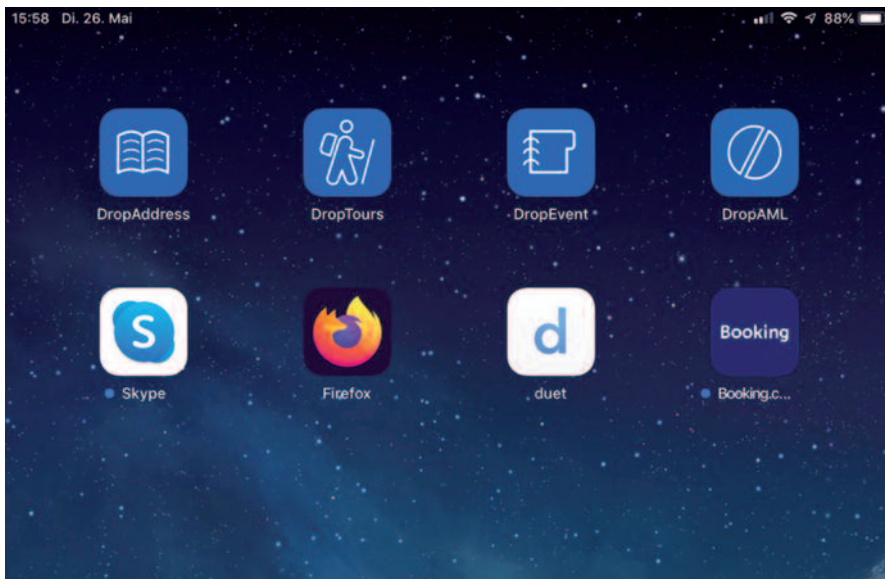 15:58 Di. 26. Mai 88%
DropAddress DropTours DropEvent DropAML
S d Booking
Skype Firefox duet Booking.c...